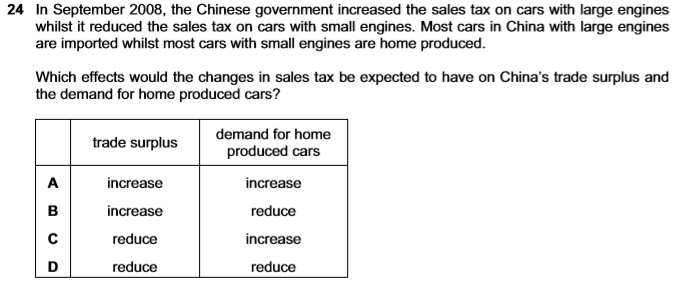 24 In September 2008, the Chinese government increased the sales tax on cars with large engines
whilst it reduced the sales tax on cars with small engines. Most cars in China with large engines
are imported whilst most cars with small engines are home produced.
Which effects would the changes in sales tax be expected to have on China's trade surplus and
the demand for home produced cars?
trade surplus demand for home
produced cars
A increase increase
B increase reduce
C reduce increase
D reduce reduce